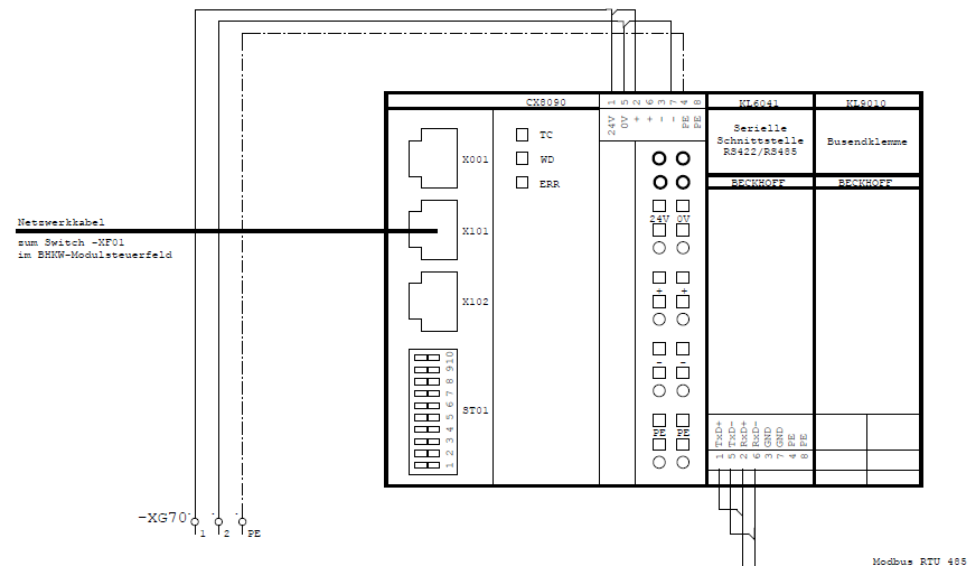 CX8090
1 5 2 6 3 7 4 8
24V 0V + + - - PE PE
KL6041
KL9010
Serielle
Schnittstelle
RS422/RS485
Busendklemme
BECKHOFF
BECKHOFF
TC
WD
ERR
X001
X101
X102
24V 0V
+ +
- -
PE PE
Netzwerkkabel
zum Switch -XF01
im BHKW-Modulsteuerfeld
1 2 3 4 5 6 7 8 9 10
ST01
TxD+ TxD- RxD+ RxD- GND GND PE PE
1 5 2 6 3 7 4 8
-XG70
1 2 PE
Modbus RTU 485